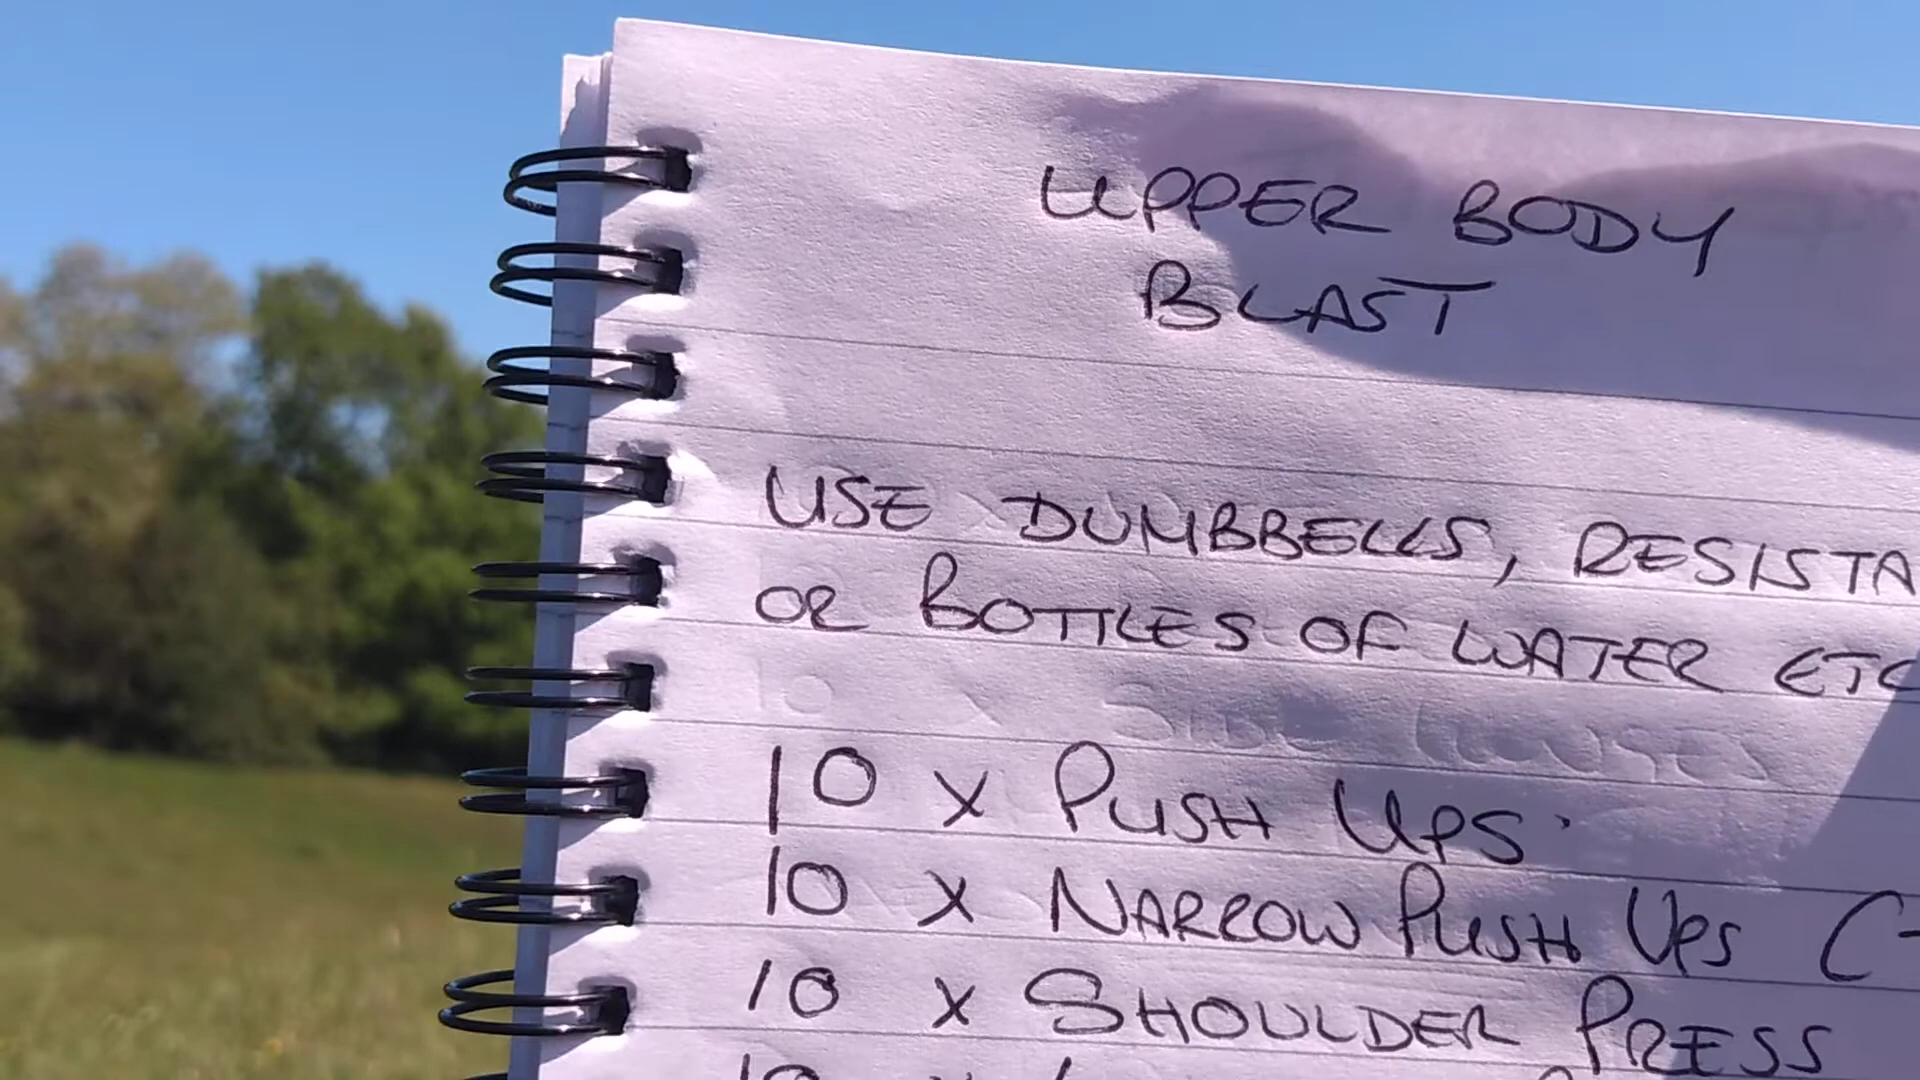 UPPER BODY
BLAST
USE DUMBBELLS, RESISTA
OR BOTTLES OF WATER ETC
10 X PUSH UPS.
10 X NARROW PUSH UPS (
10 X SHOULDER PRESS
10